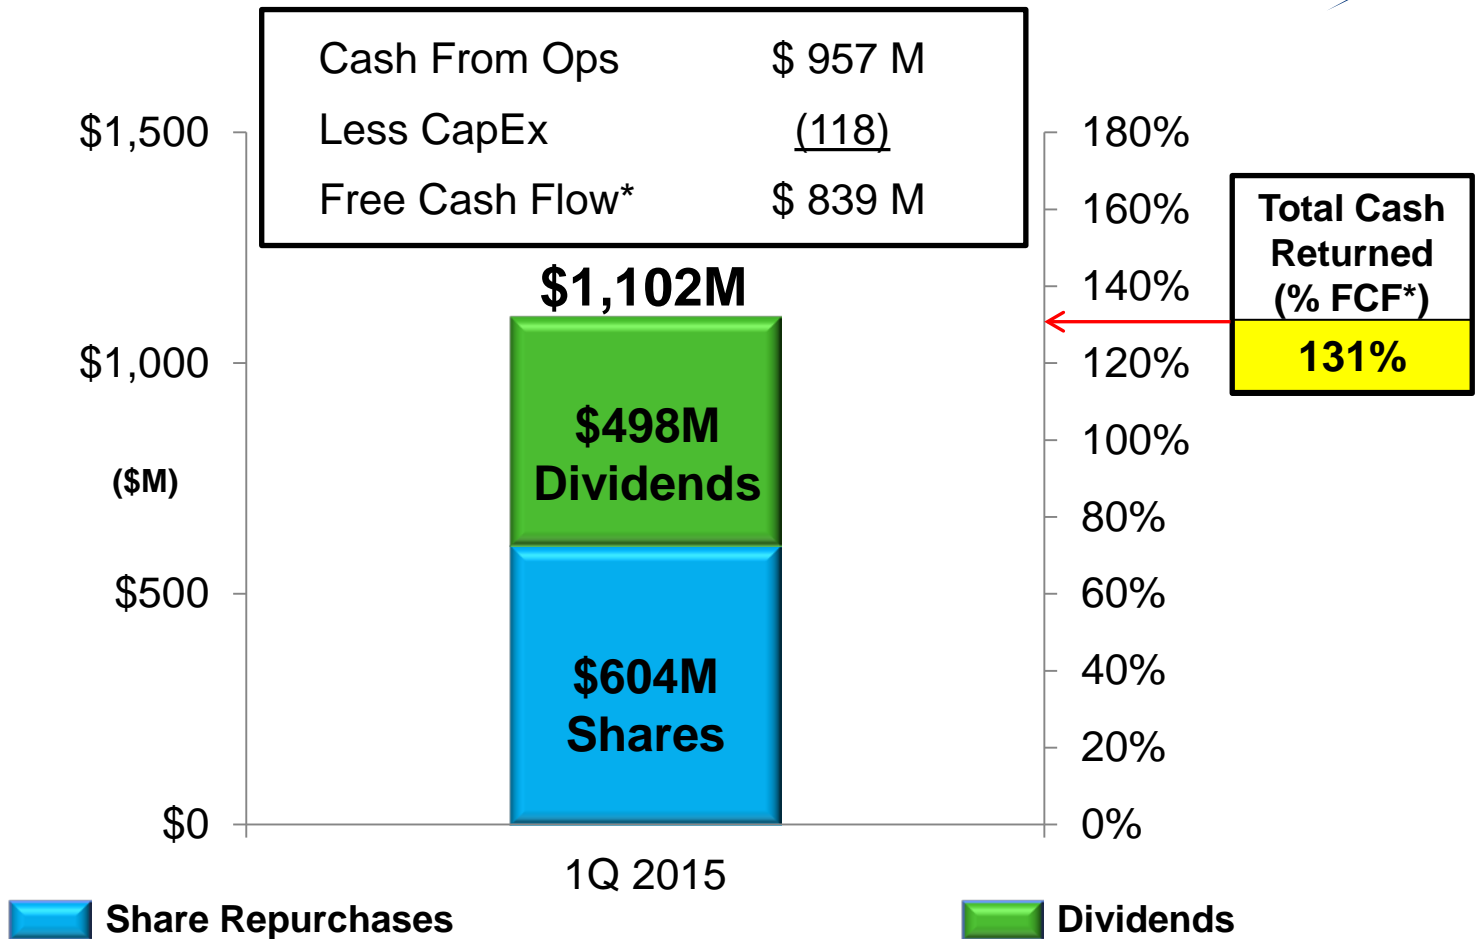 Cash From Ops $ 957 M
Less CapEx (118)
Free Cash Flow* $ 839 M
$1,500
$1,000
($M)
$500
$0
$1,102M
$498M
Dividends
$604M
Shares
1Q 2015
180%
160%
140%
120%
100%
80%
60%
40%
20%
0%
Total Cash
Returned
(% FCF*)
131%
Share Repurchases
Dividends